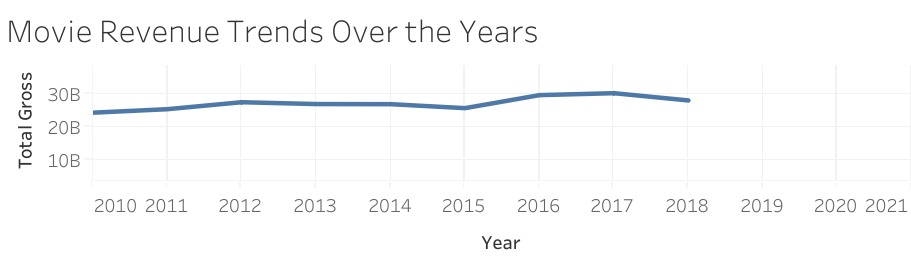 Movie Revenue Trends Over the Years
Total Gross
30B
20B
10B
2010 2011 2012 2013 2014 2015 2016 2017 2018 2019 2020 2021
Year